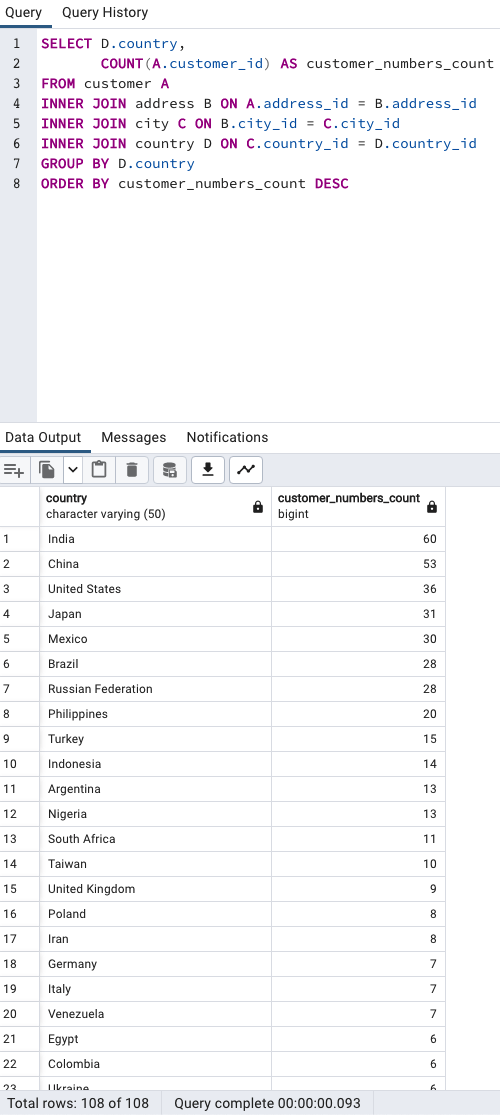 Query Query History
1 SELECT D.country,
2 COUNT(A.customer_id) AS customer_numbers_count
3 FROM customer A
4 INNER JOIN address B ON A.address_id = B.address_id
5 INNER JOIN city C ON B.city_id = C.city_id
6 INNER JOIN country D ON C.country_id = D.country_id
7 GROUP BY D.country
8 ORDER BY customer_numbers_count DESC
Data Output Messages Notifications
country customer_numbers_count
character varying (50) bigint
1 India 60
2 China 53
3 United States 36
4 Japan 31
5 Mexico 30
6 Brazil 28
7 Russian Federation 28
8 Philippines 20
9 Turkey 15
10 Indonesia 14
11 Argentina 13
12 Nigeria 13
13 South Africa 11
14 Taiwan 10
15 United Kingdom 9
16 Poland 8
17 Iran 8
18 Germany 7
19 Italy 7
20 Venezuela 7
21 Egypt 6
22 Colombia 6
23 Ukraine 6
Total rows: 108 of 108 Query complete 00:00:00.093